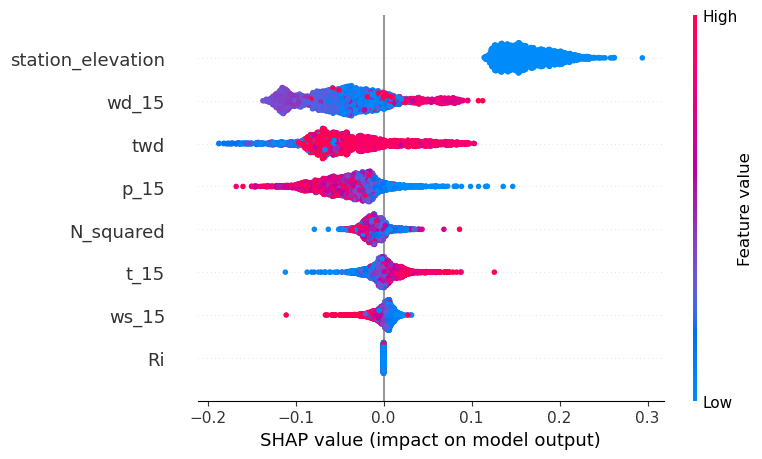 High
station_elevation
wd_15
twd
p_15
N_squared
t_15
ws_15
Ri
Feature value
Low
−0.2 −0.1 0.0 0.1 0.2 0.3
SHAP value (impact on model output)